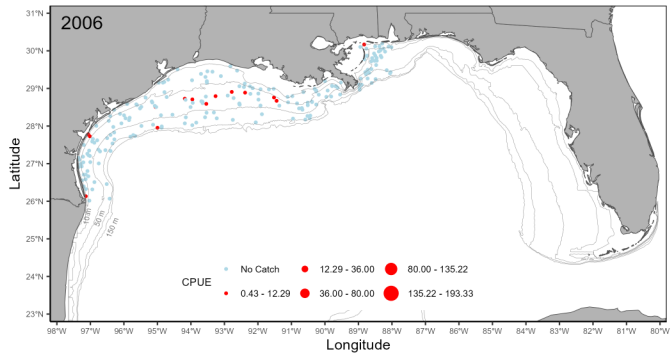 2006
31°N
30°N
29°N
28°N
27°N
26°N
25°N
24°N
23°N
Latitude
10 m
50 m
150 m
CPUE
No Catch
12.29 - 36.00
80.00 - 135.22
0.43 - 12.29
36.00 - 80.00
135.22 - 193.33
98°W 97°W 95°W 94°W 93°W 92°W 91°W 90°W 89°W 88°W 86°W 85°W 84°W 83°W 82°W 81°W 80°W
Longitude